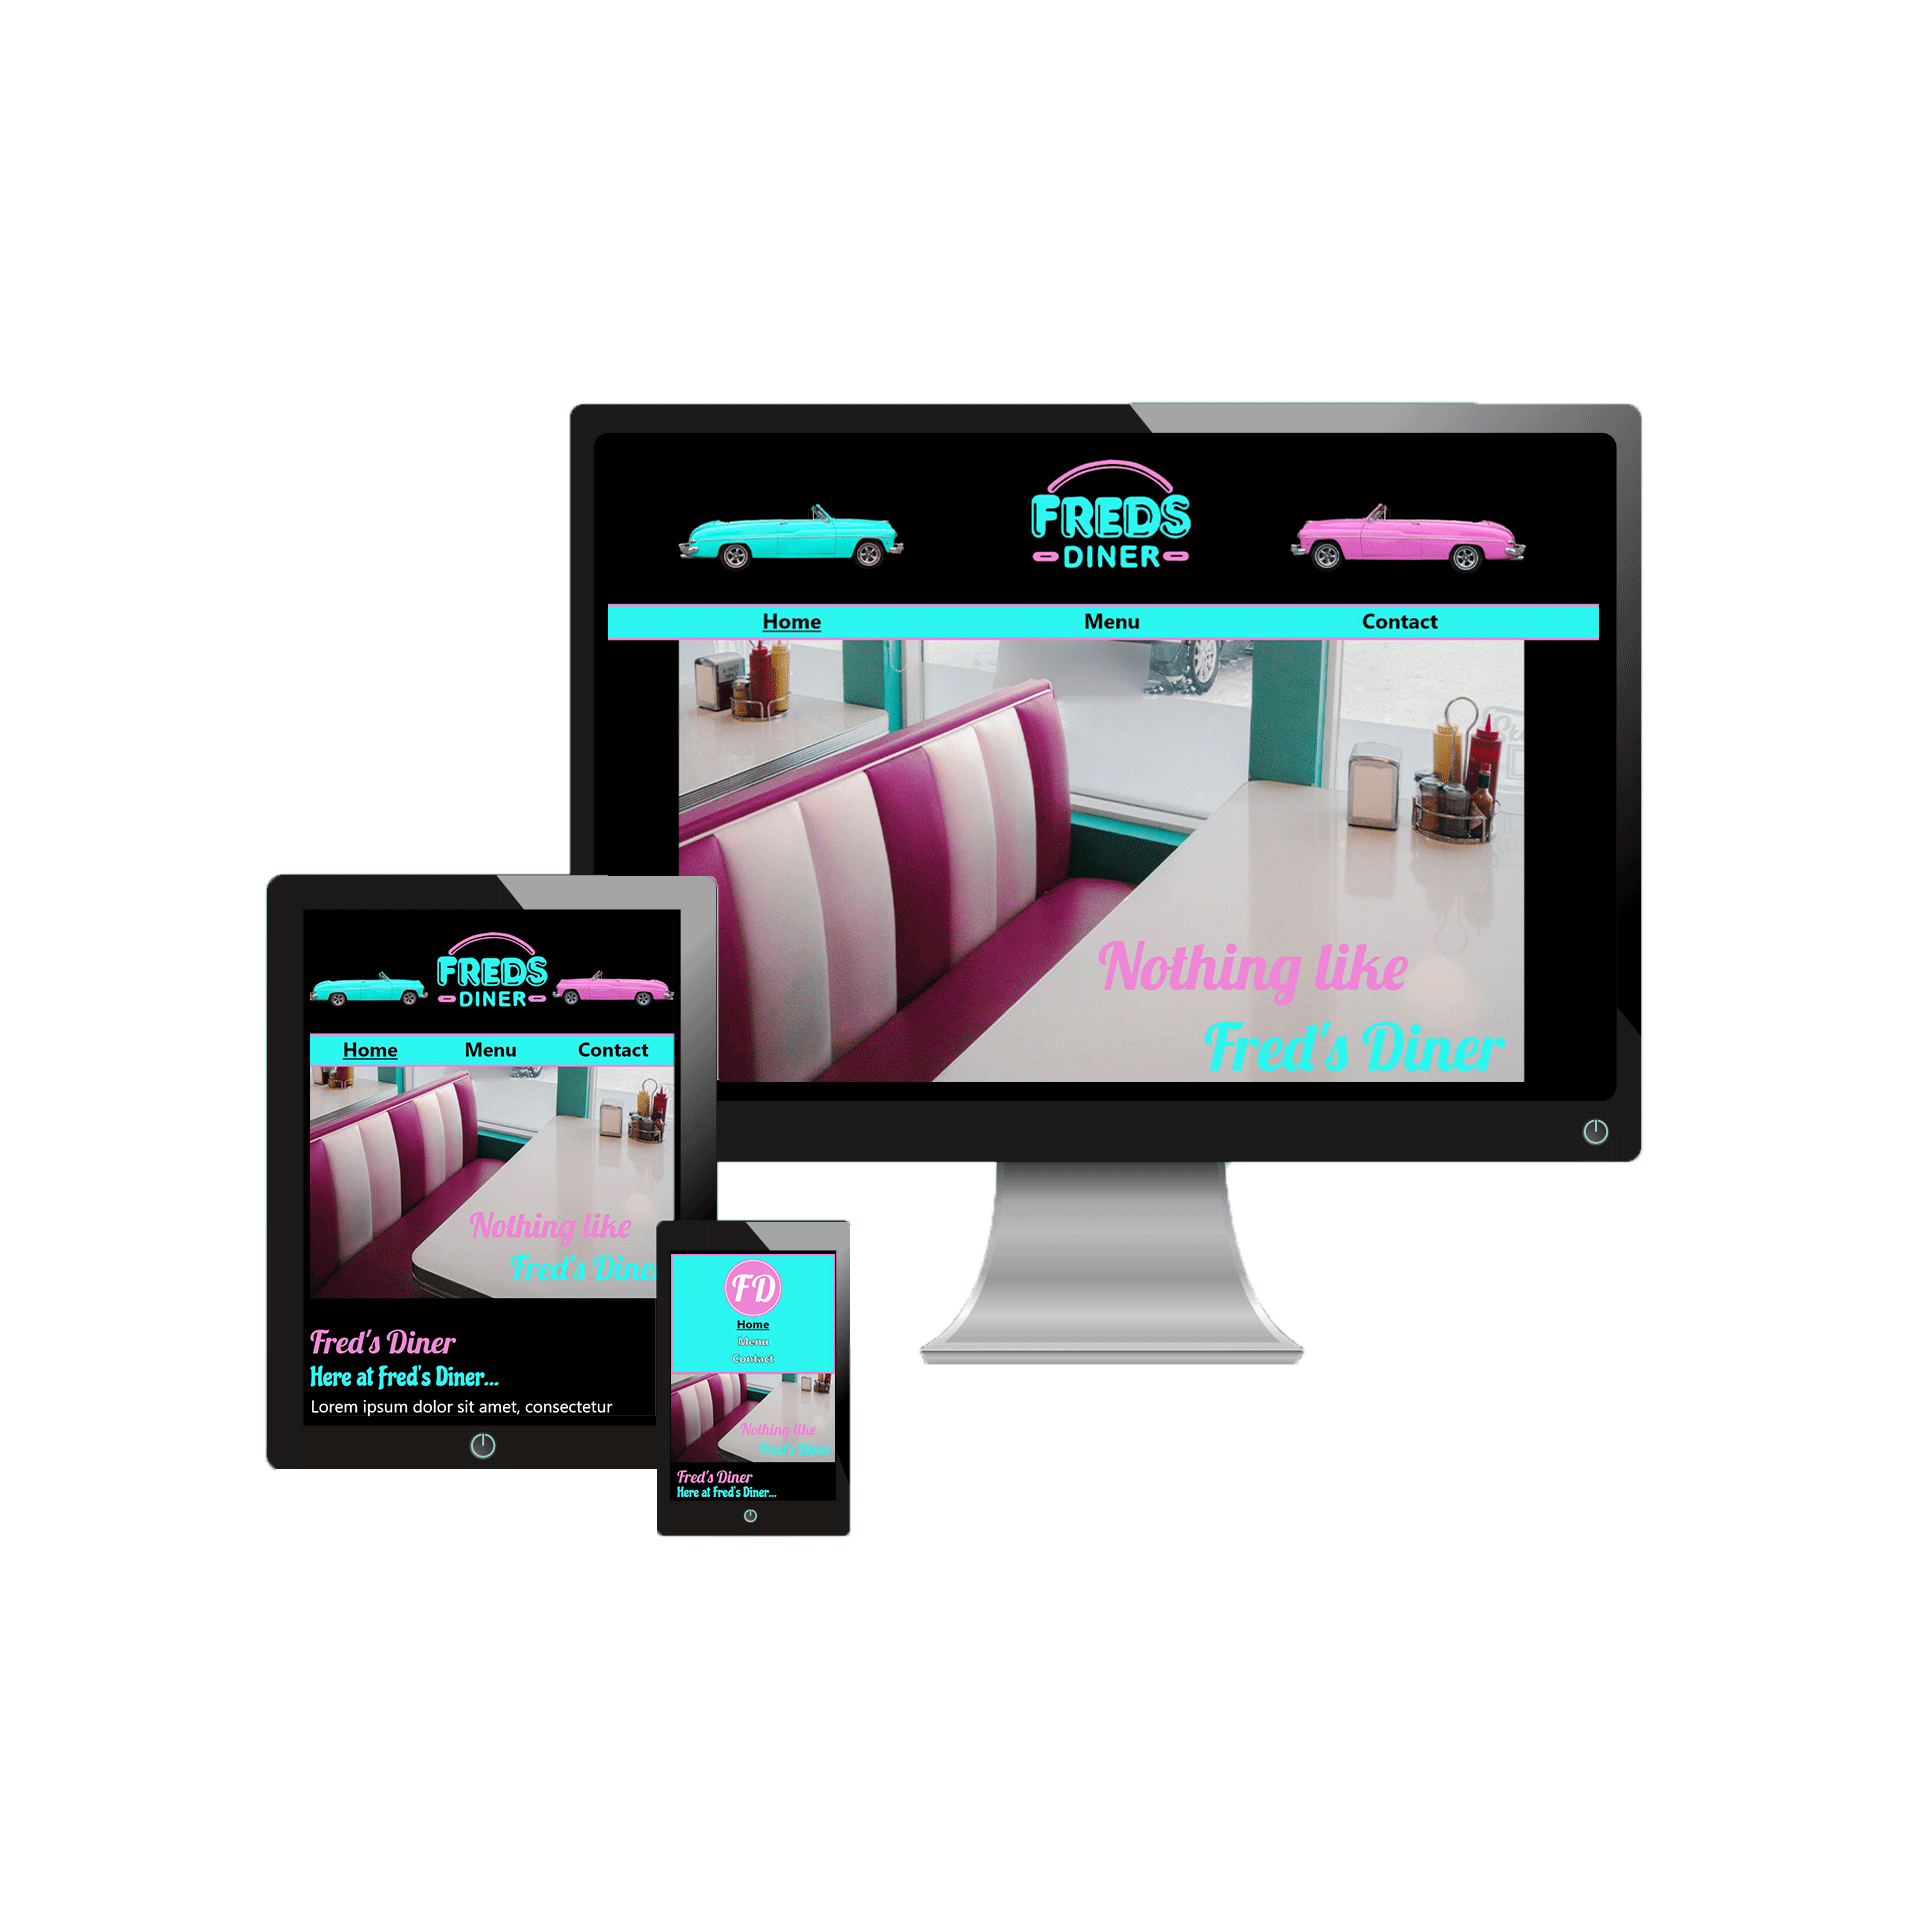 FREDS
DINER
Home Menu Contact
Nothing like
Fred's Diner
FREDS
DINER
Home Menu Contact
Nothing like
Fred's Dine
Fred's Diner
Here at Fred's Diner...
Lorem ipsum dolor sit amet, consectetur
FD
Home
Menu
Contact
Nothing like
Fred's Diner
Fred's Diner
Here at Fred's Diner...